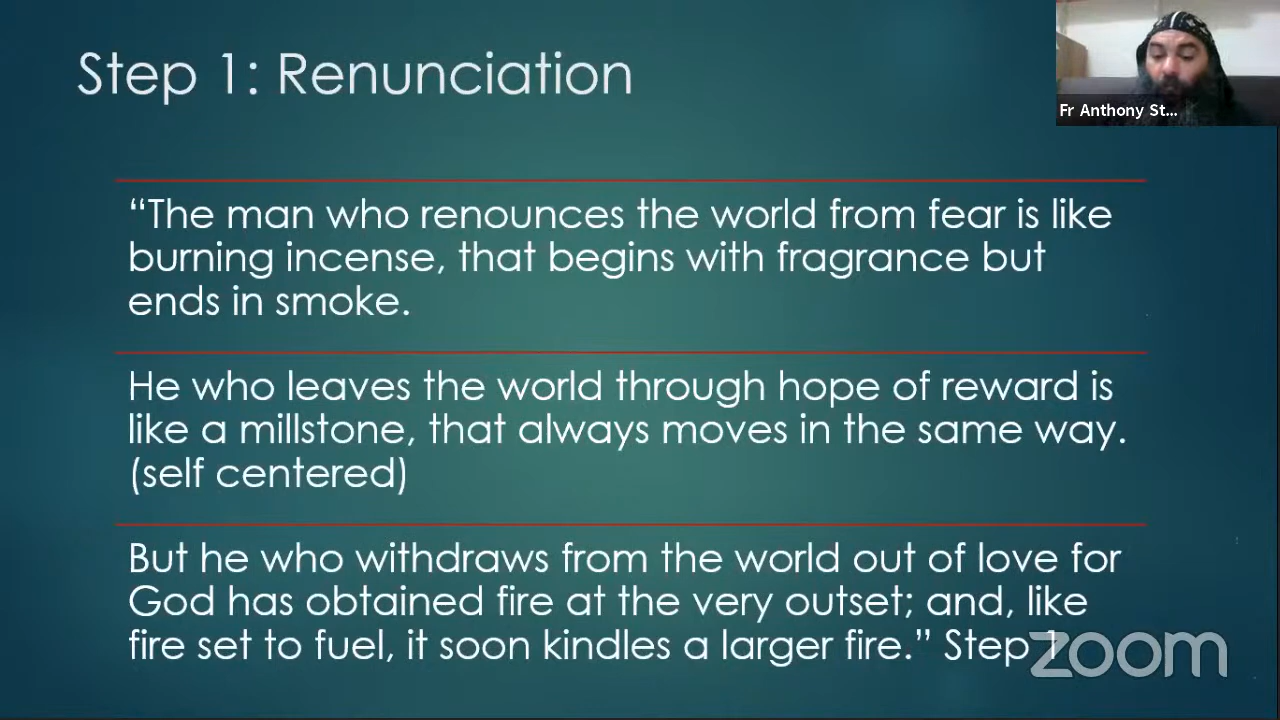 Step 1: Renunciation
Fr Anthony St...
“The man who renounces the world from fear is like
burning incense, that begins with fragrance but
ends in smoke.
He who leaves the world through hope of reward is
like a millstone, that always moves in the same way.
(self centered)
But he who withdraws from the world out of love for
God has obtained fire at the very outset; and, like
fire set to fuel, it soon kindles a larger fire.” Step 1
zoom